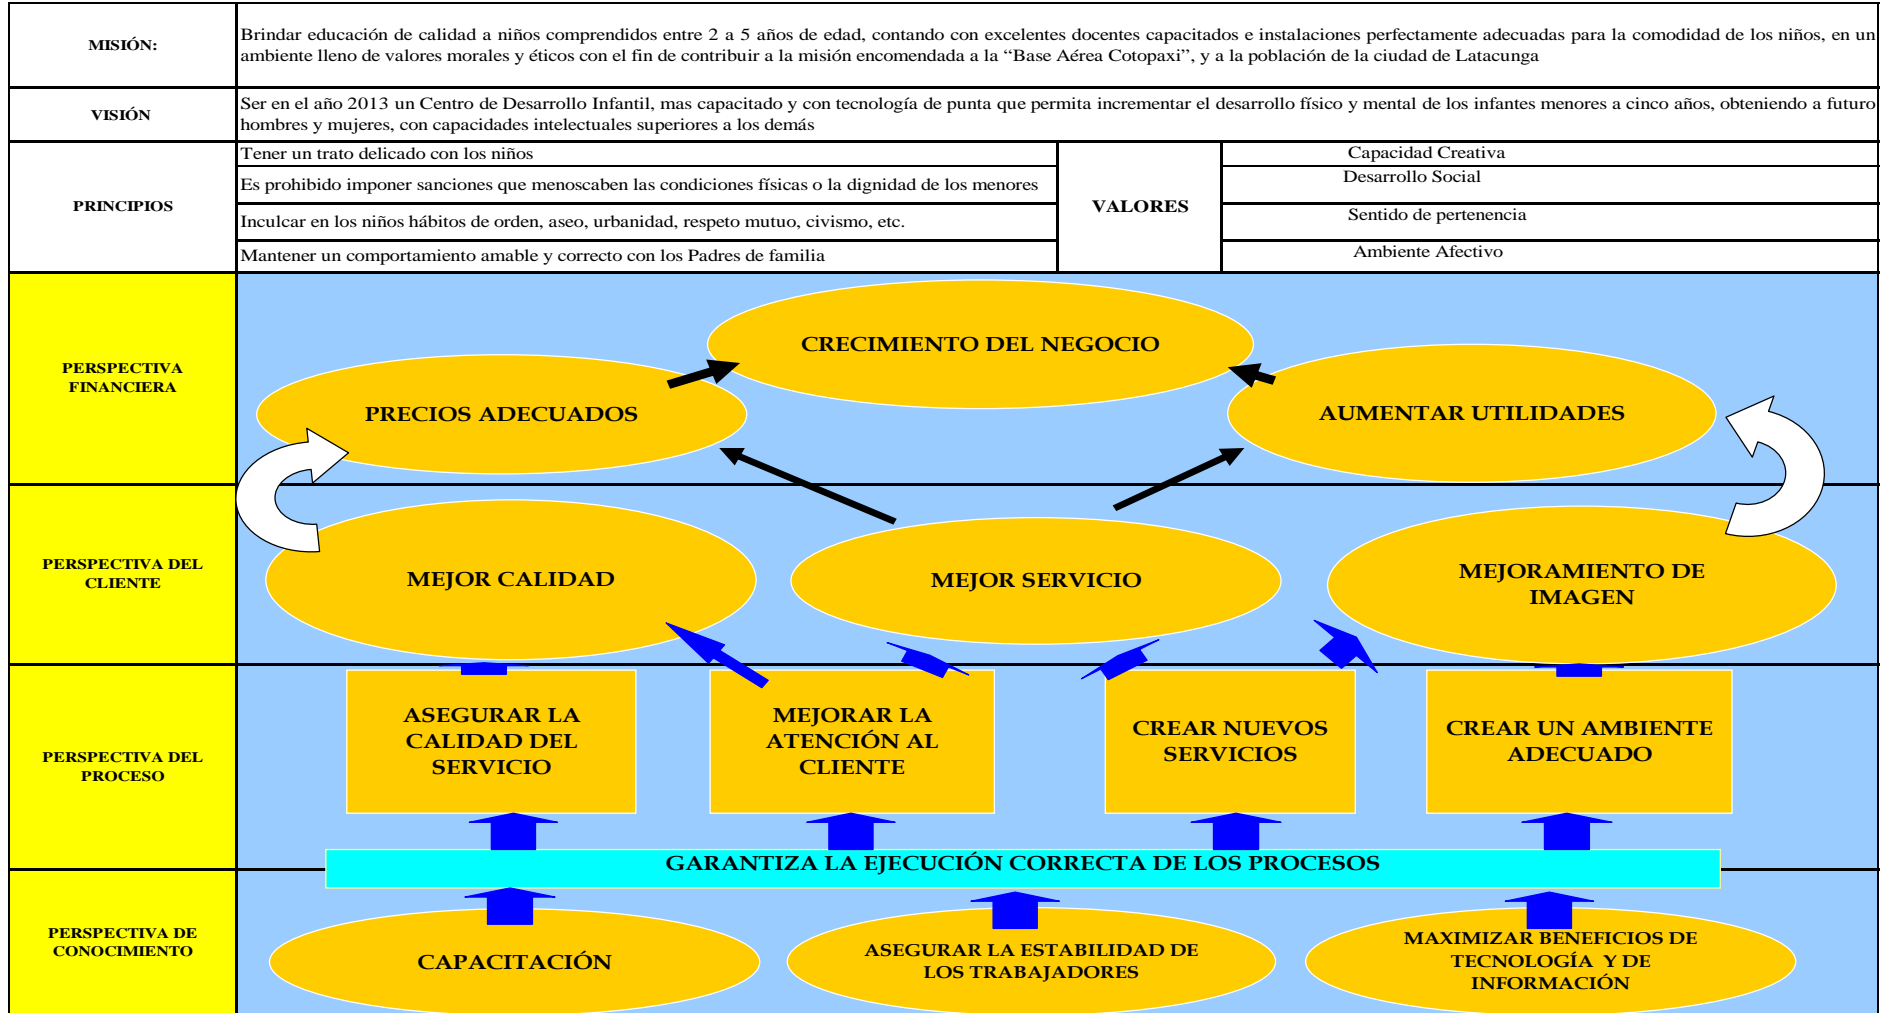 MISIÓN:
Brindar educación de calidad a niños comprendidos entre 2 a 5 años de edad, contando con excelentes docentes capacitados e instalaciones perfectamente adecuadas para la comodidad de los niños, en un
ambiente lleno de valores morales y éticos con el fin de contribuir a la misión encomendada a la “Base Aérea Cotopaxi”, y a la población de la ciudad de Latacunga
VISIÓN
Ser en el año 2013 un Centro de Desarrollo Infantil, mas capacitado y con tecnología de punta que permita incrementar el desarrollo físico y mental de los infantes menores a cinco años, obteniendo a futuro
hombres y mujeres, con capacidades intelectuales superiores a los demás
PRINCIPIOS
Tener un trato delicado con los niños
Es prohibido imponer sanciones que menoscaben las condiciones físicas o la dignidad de los menores
Inculcar en los niños hábitos de orden, aseo, urbanidad, respeto mutuo, civismo, etc.
Mantener un comportamiento amable y correcto con los Padres de familia
VALORES
Capacidad Creativa
Desarrollo Social
Sentido de pertenencia
Ambiente Afectivo
PERSPECTIVA
FINANCIERA
CRECIMIENTO DEL NEGOCIO
PRECIOS ADECUADOS
AUMENTAR UTILIDADES
PERSPECTIVA DEL
CLIENTE
MEJOR CALIDAD
MEJOR SERVICIO
MEJORAMIENTO DE
IMAGEN
PERSPECTIVA DEL
PROCESO
ASEGURAR LA
CALIDAD DEL
SERVICIO
MEJORAR LA
ATENCIÓN AL
CLIENTE
CREAR NUEVOS
SERVICIOS
CREAR UN AMBIENTE
ADECUADO
GARANTIZA LA EJECUCIÓN CORRECTA DE LOS PROCESOS
PERSPECTIVA DE
CONOCIMIENTO
CAPACITACIÓN
ASEGURAR LA ESTABILIDAD DE
LOS TRABAJADORES
MAXIMIZAR BENEFICIOS DE
TECNOLOGÍA Y DE
INFORMACIÓN